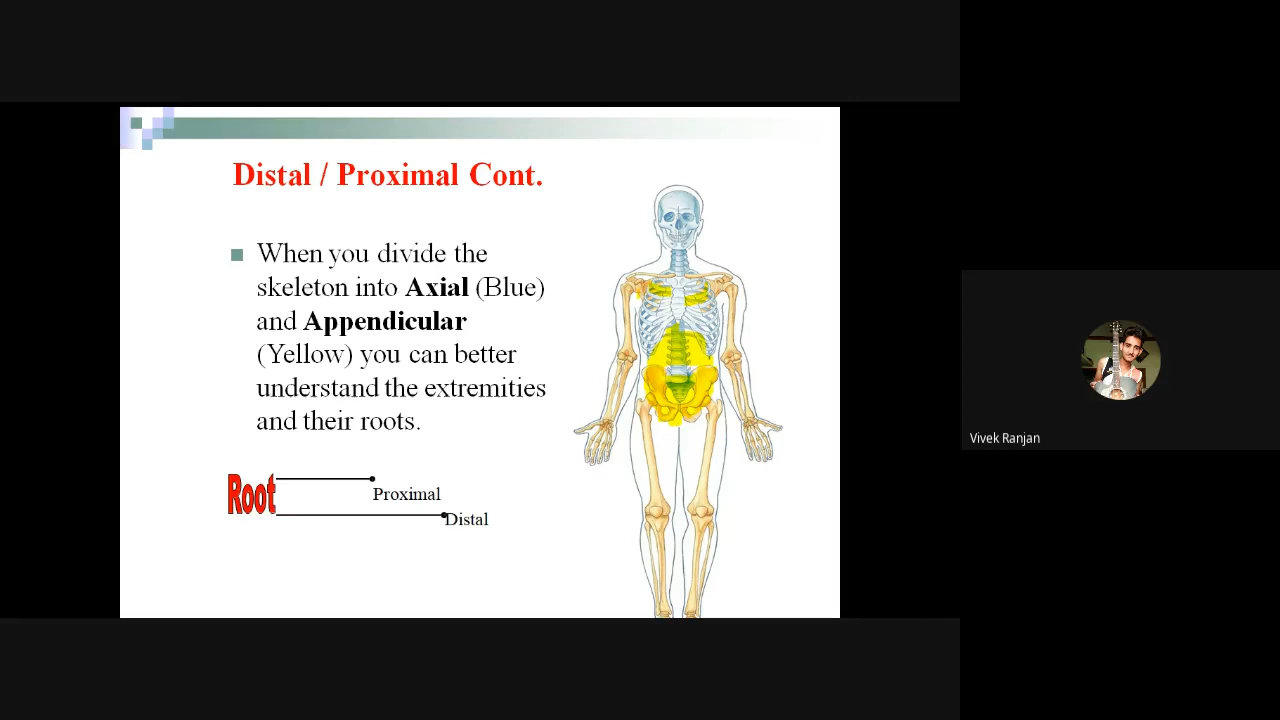 Distal / Proximal Cont.
When you divide the
skeleton into Axial (Blue)
and Appendicular
(Yellow) you can better
understand the extremities
and their roots.
Root
Proximal
Distal
Vivek Ranjan